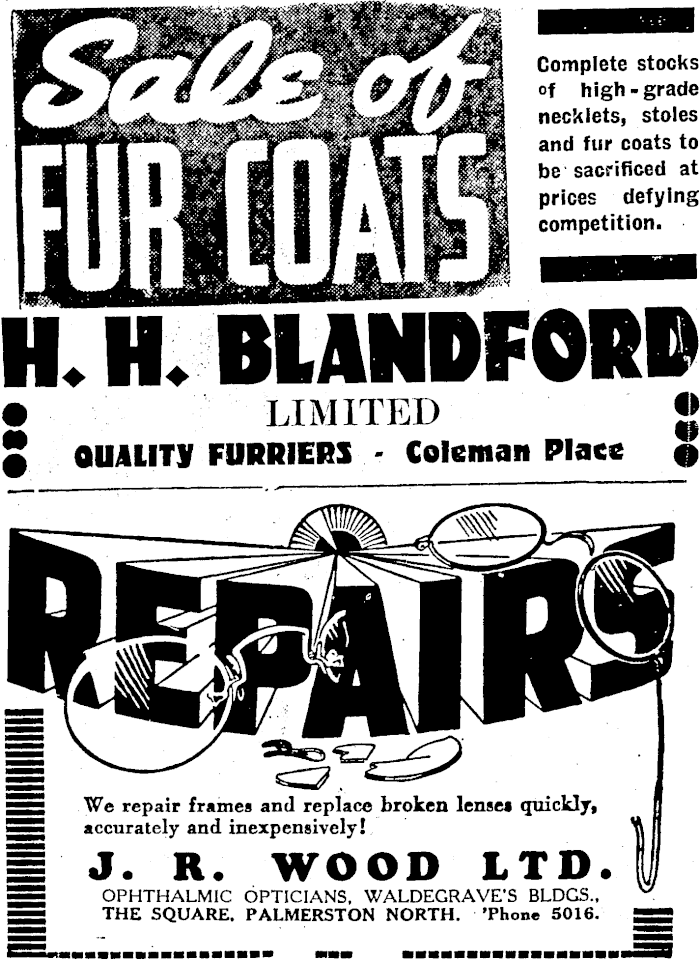 Sale of
FUR COATS
Complete stocks
of high-grade
necklets, stoles
and fur coats to
be sacrificed at
prices defying
competition.
H. H. BLANDFORD
LIMITED
QUALITY FURRIERS - Coleman Place
REPAIRS
We repair frames and replace broken lenses quickly,
accurately and inexpensively!
J. R. WOOD LTD.
OPHTHALMIC OPTICIANS, WALDEGRAVE'S BLDGS.,
THE SQUARE, PALMERSTON NORTH. 'Phone 5016.